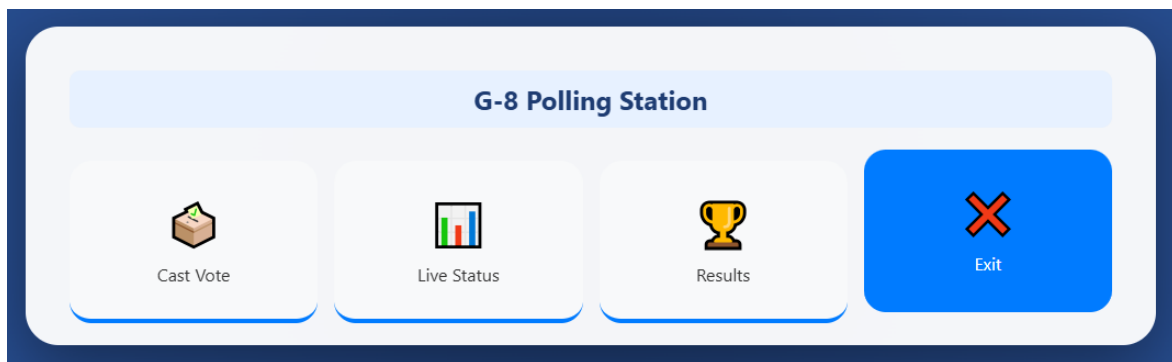 G-8 Polling Station
Cast Vote
Live Status
Results
Exit